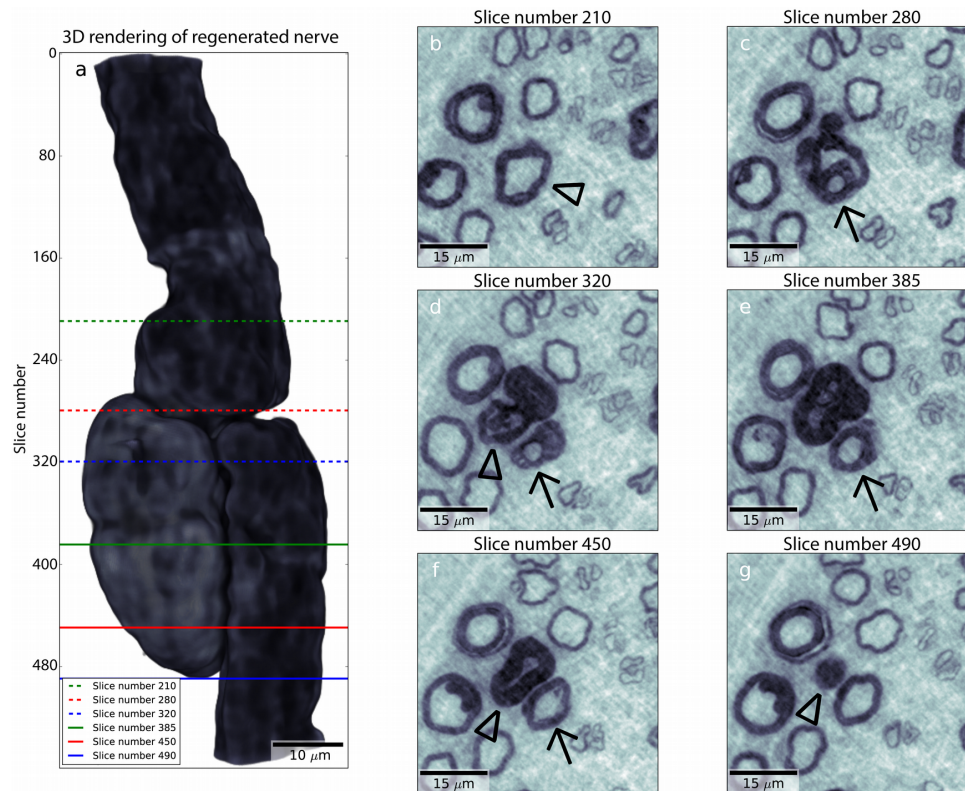 3D rendering of regenerated nerve
a
Slice number
0
80
160
240
320
400
480
Slice number 210
Slice number 280
Slice number 320
Slice number 385
Slice number 450
Slice number 490
10 μm
Slice number 210
b
15 μm
Slice number 280
c
15 μm
Slice number 320
d
15 μm
Slice number 385
e
15 μm
Slice number 450
f
15 μm
Slice number 490
g
15 μm